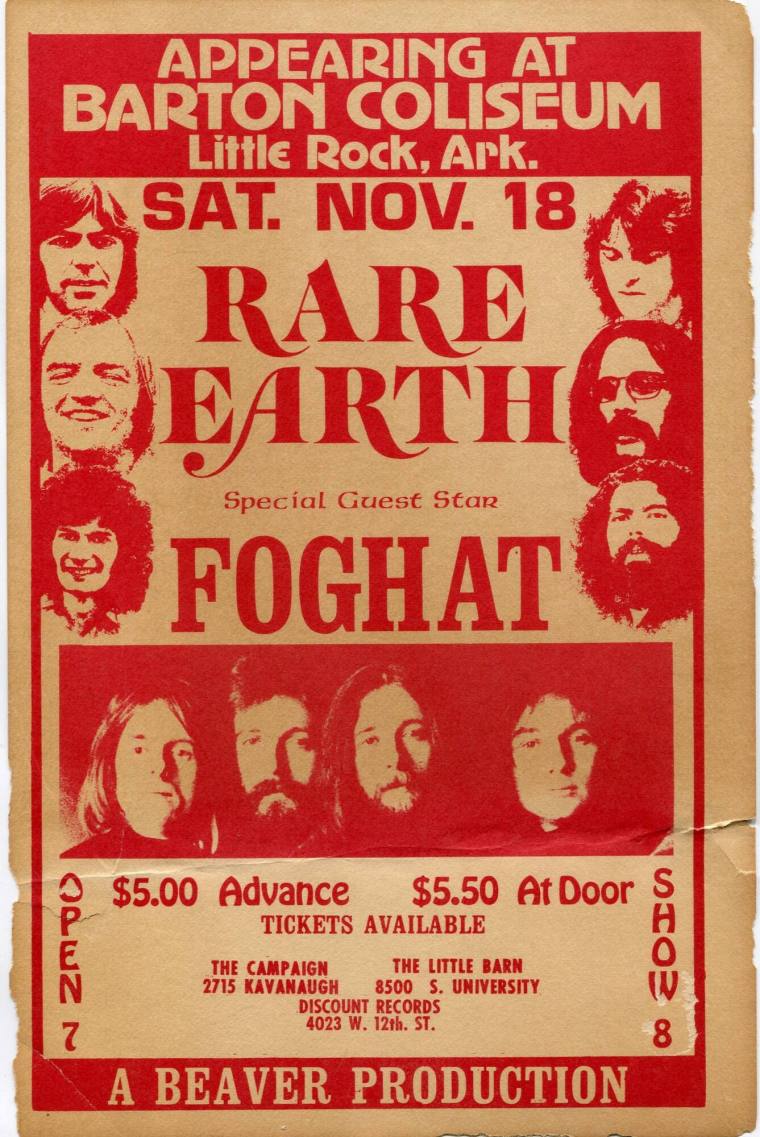 APPEARING AT
BARTON COLISEUM
Little Rock, Ark.
SAT. NOV. 18
RARE
EARTH
Special Guest Star
FOGHAT
$5.00 Advance $5.50 At Door
TICKETS AVAILABLE
THE CAMPAIGN THE LITTLE BARN
2715 KAVANAUGH 8500 S. UNIVERSITY
DISCOUNT RECORDS
4023 W. 12th. ST.
OPEN 7
SHOW 8
A BEAVER PRODUCTION